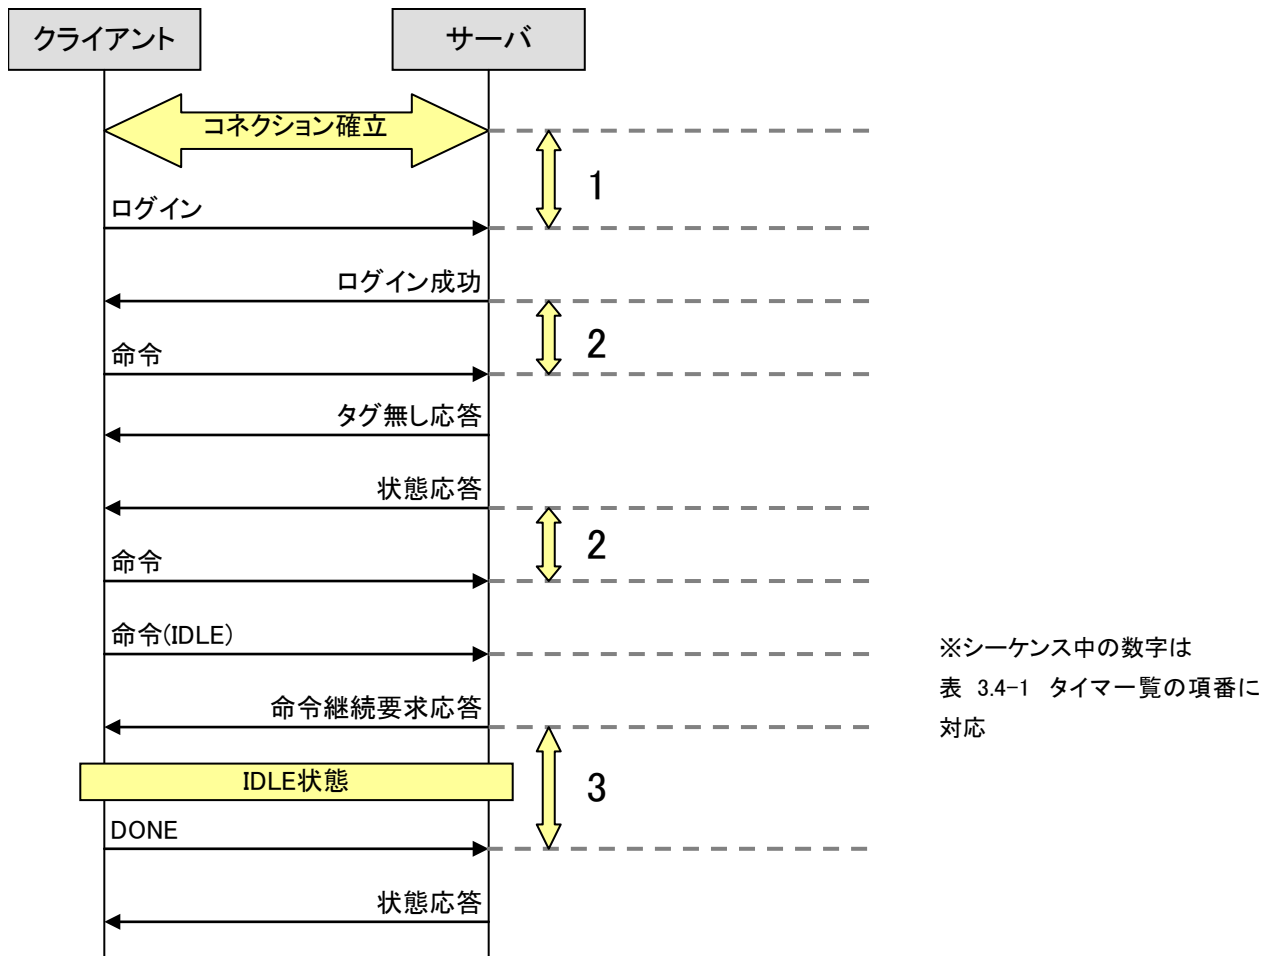 クライアント
サーバ
コネクション確立
1
ログイン
ログイン成功
2
命令
タグ無し応答
状態応答
2
命令
命令(IDLE)
※シーケンス中の数字は
表 3.4-1 タイマー覧の項番に
対応
命令継続要求応答
IDLE状態
3
DONE
状態応答